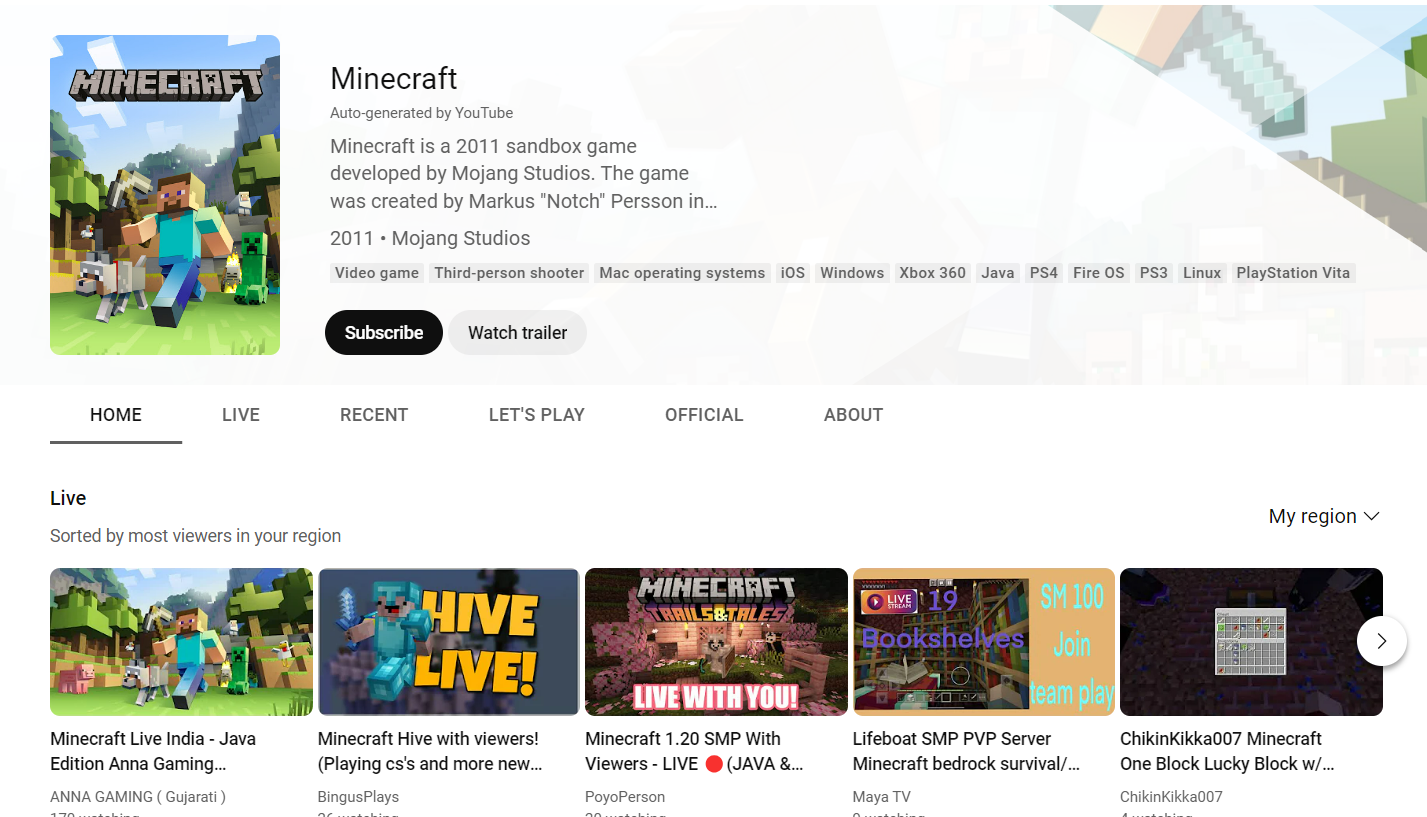 MINECRAFT
Minecraft
Auto-generated by YouTube
Minecraft is a 2011 sandbox game
developed by Mojang Studios. The game
was created by Markus "Notch" Persson in...
2011 • Mojang Studios
Video game Third-person shooter Mac operating systems iOS Windows Xbox 360 Java PS4 Fire OS PS3 Linux PlayStation Vita
Subscribe Watch trailer
HOME LIVE RECENT LET'S PLAY OFFICIAL ABOUT
Live
My region
Sorted by most viewers in your region
HIVE
LIVE!
MINECRAFT
TRAILS&TALES
LIVE WITH YOU!
LIVE
STREAM
19
Bookshelves
SM 100
Join
team play
Minecraft Live India - Java
Edition Anna Gaming...
ANNA GAMING ( Gujarati )
Minecraft Hive with viewers!
(Playing cs's and more new...
BingusPlays
Minecraft 1.20 SMP With
Viewers - LIVE 🔴 (JAVA &...
PoyoPerson
Lifeboat SMP PVP Server
Minecraft bedrock survival/...
Maya TV
ChikinKikka007 Minecraft
One Block Lucky Block w/...
ChikinKikka007